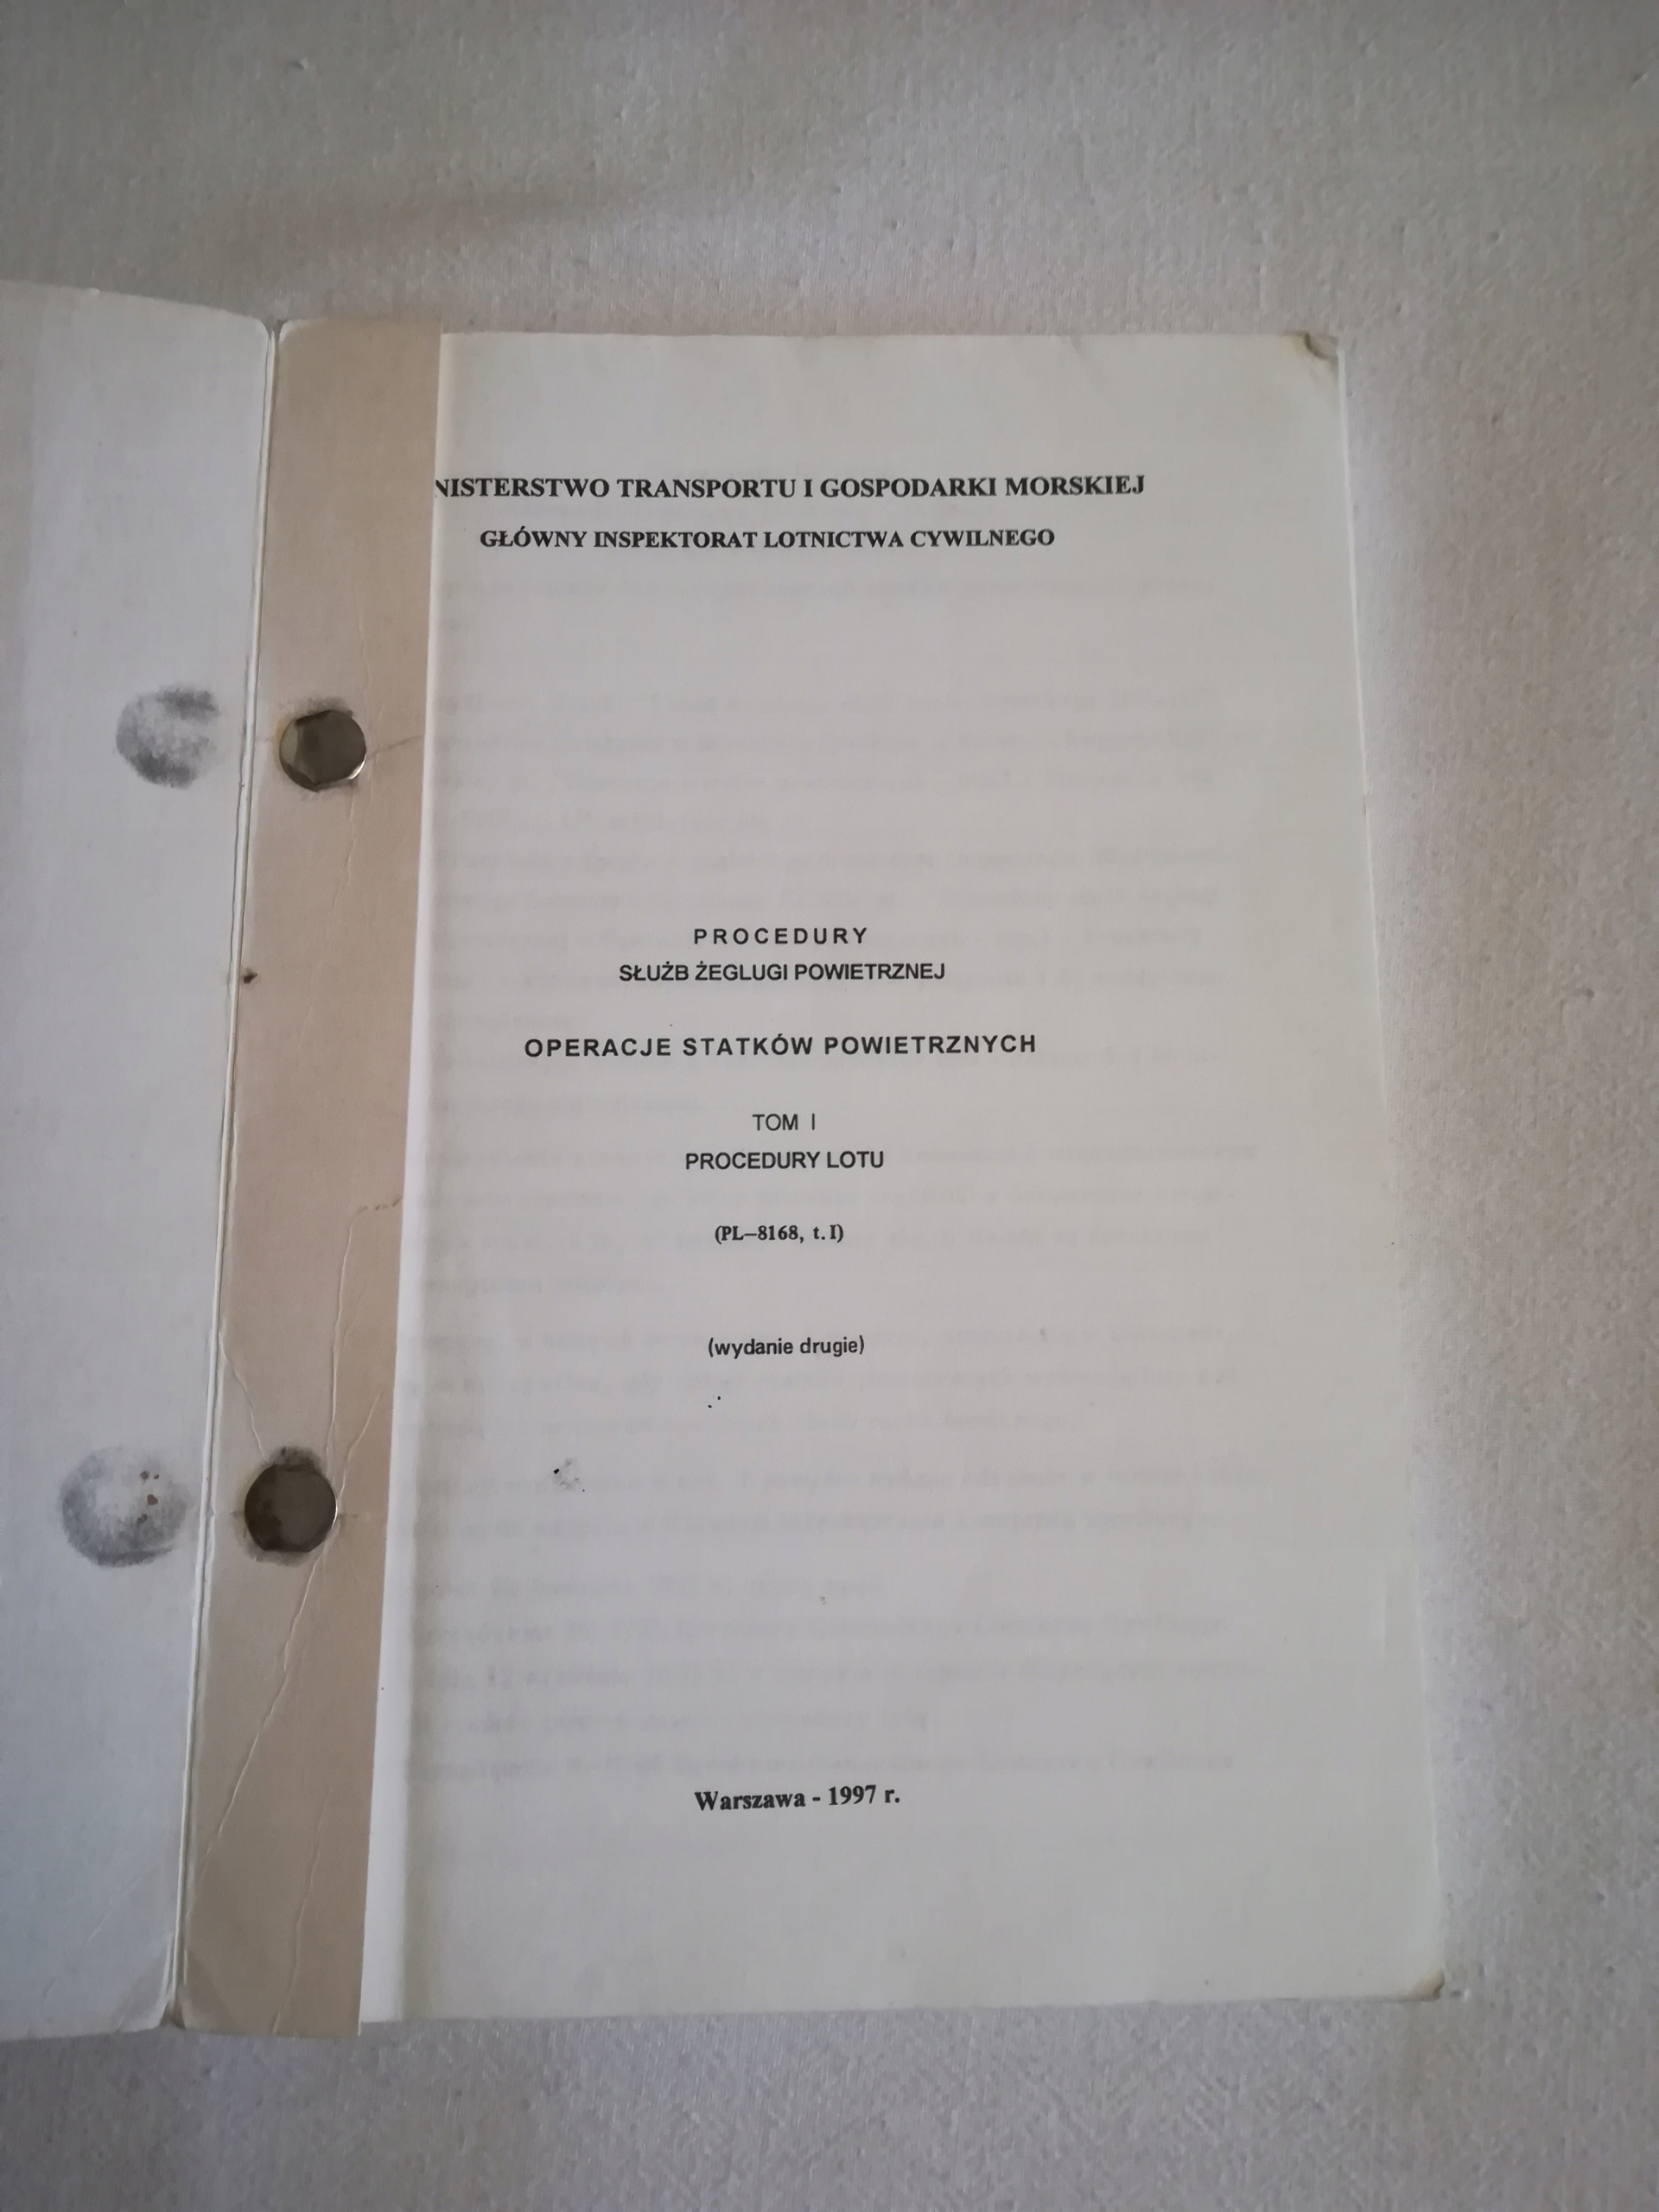 NISTERSTWO TRANSPORTU I GOSPODARKI MORSKIEJ
GŁÓWNY INSPEKTORAT LOTNICTWA CYWILNEGO
PROCEDURY
SŁUŻB ŻEGLUGI POWIETRZNEJ
OPERACJE STATKÓW POWIETRZNYCH
TOM I
PROCEDURY LOTU
(PL–8168, t. I)
(wydanie drugie)
Warszawa - 1997 r.